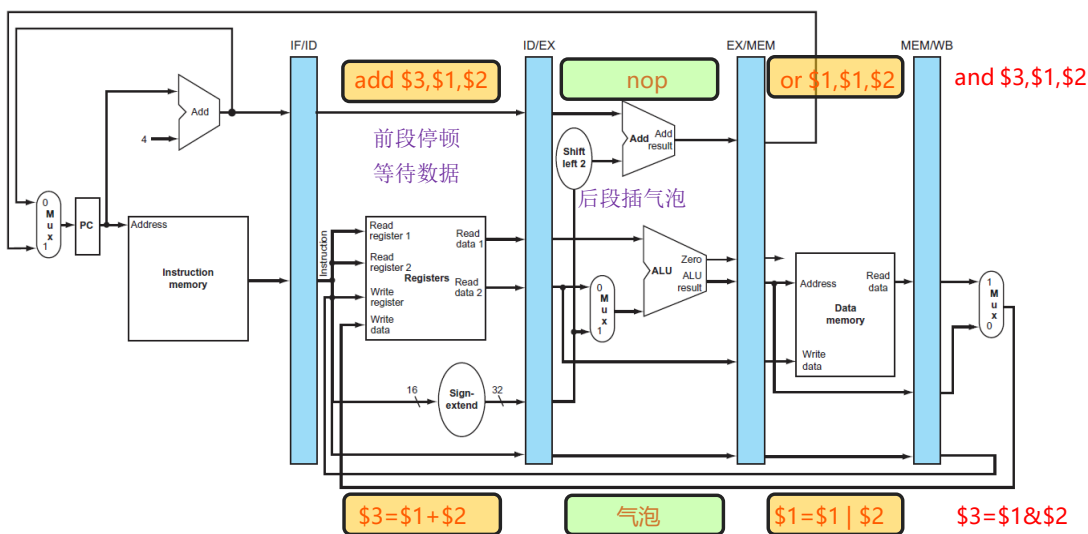 IF/ID
ID/EX
EX/MEM
MEM/WB
add $3,$1,$2
nop
or $1,$1,$2
and $3,$1,$2
Add
4
前段停顿
等待数据
Shift
left 2
Add
Add
result
后段插气泡
0
M
u
x
1
PC
Address
Instruction
memory
Instruction
Read
register 1
Read
register 2
Write
register
Write
data
Registers
Read
data 1
Read
data 2
0
M
u
x
1
Zero
ALU
ALU
result
Address
Write
data
Data
memory
Read
data
1
M
u
x
0
16
Sign-
extend
32
$3=$1+$2
气泡
$1=$1 | $2
$3=$1&$2